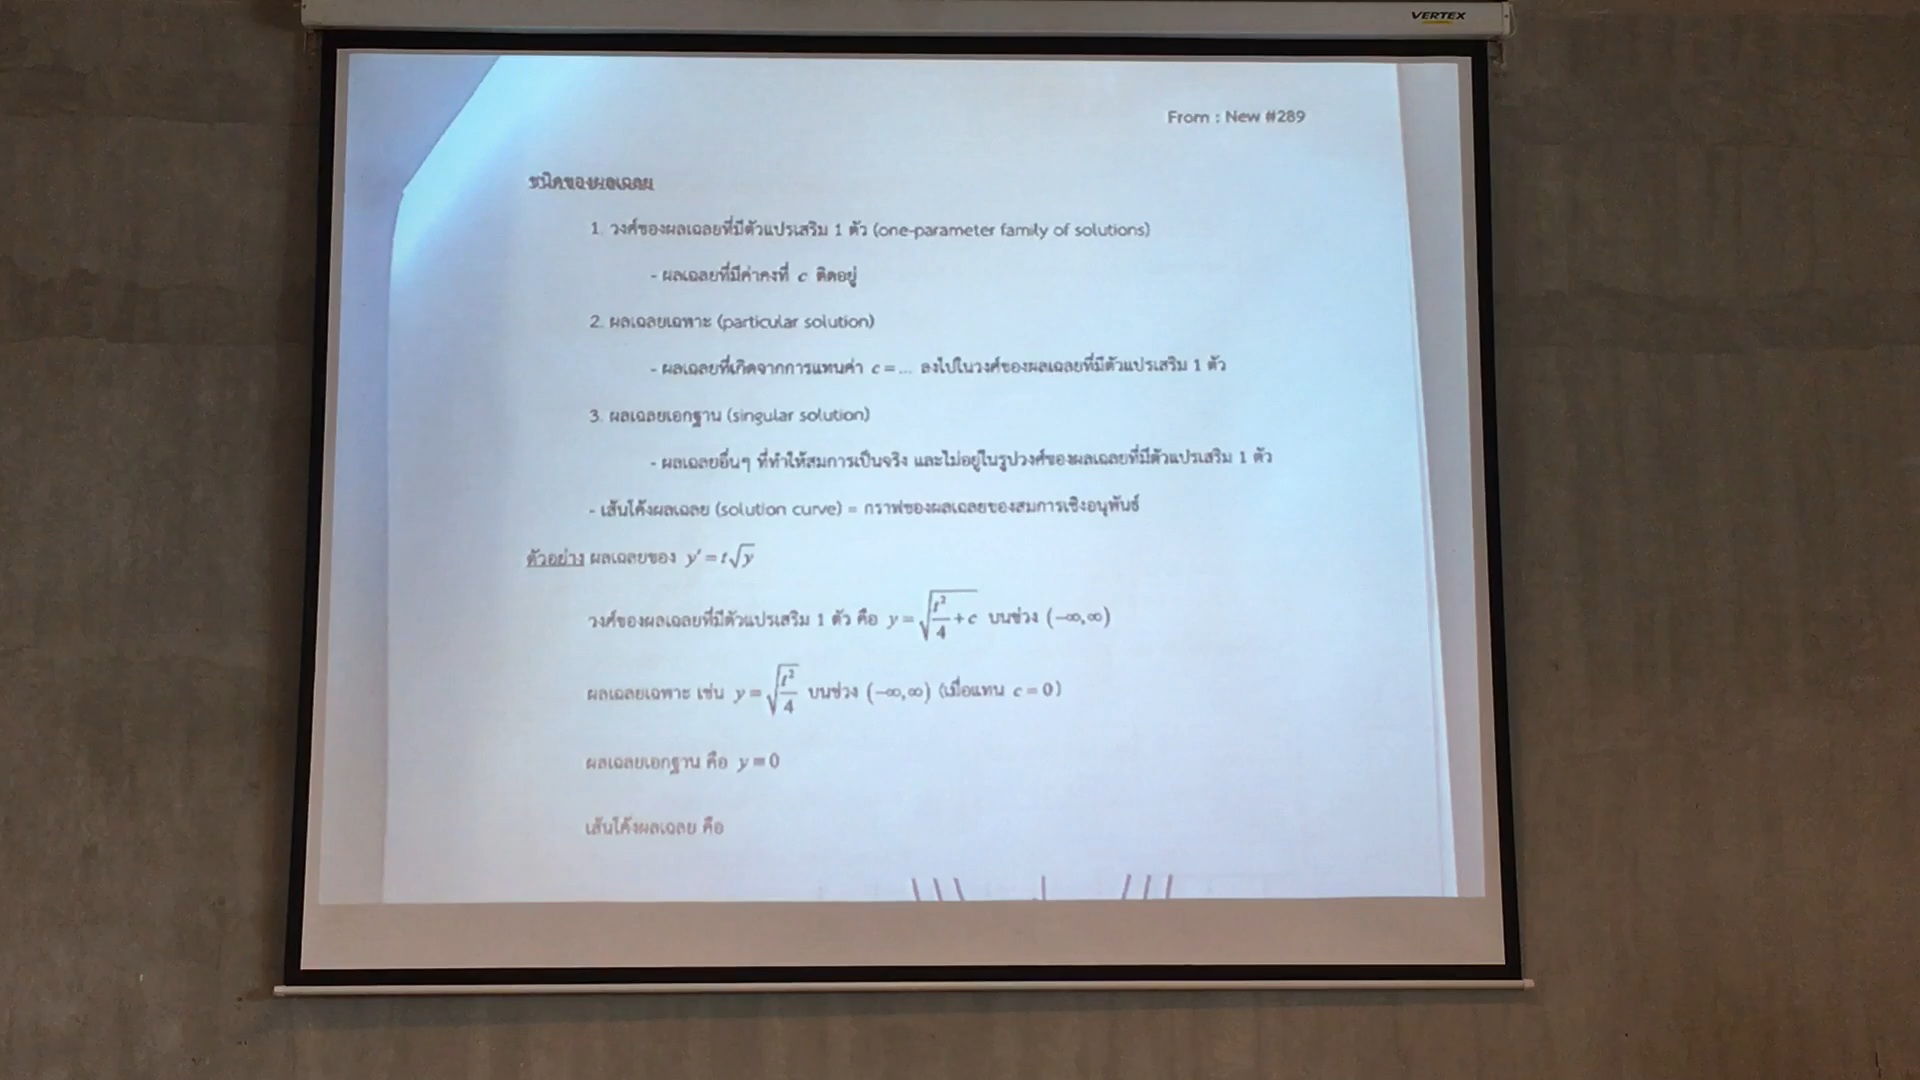 VERTEX
From : New #289
ชนิดของผลเฉลย
1. วงศ์ของผลเฉลยที่มีตัวแปรเสริม 1 ตัว (one-parameter family of solutions)
- ผลเฉลยที่มีค่าคงที่ c ติดอยู่
2. ผลเฉลยเฉพาะ (particular solution)
- ผลเฉลยที่เกิดจากการแทนค่า c = ... ลงไปในวงศ์ของผลเฉลยที่มีตัวแปรเสริม 1 ตัว
3. ผลเฉลยเอกฐาน (singular solution)
- ผลเฉลยอื่นๆ ที่ทำให้สมการเป็นจริง และไม่อยู่ในรูปวงศ์ของผลเฉลยที่มีตัวแปรเสริม 1 ตัว
- เส้นโค้งผลเฉลย (solution curve) = กราฟของผลเฉลยของสมการเชิงอนุพันธ์
ตัวอย่าง ผลเฉลยของ y' = t√y
วงศ์ของผลเฉลยที่มีตัวแปรเสริม 1 ตัว คือ y = √(t²/4 + c) บนช่วง (-∞,∞)
ผลเฉลยเฉพาะ เช่น y = √(t²/4) บนช่วง (-∞,∞) (เมื่อแทน c = 0)
ผลเฉลยเอกฐาน คือ y = 0
เส้นโค้งผลเฉลย คือ